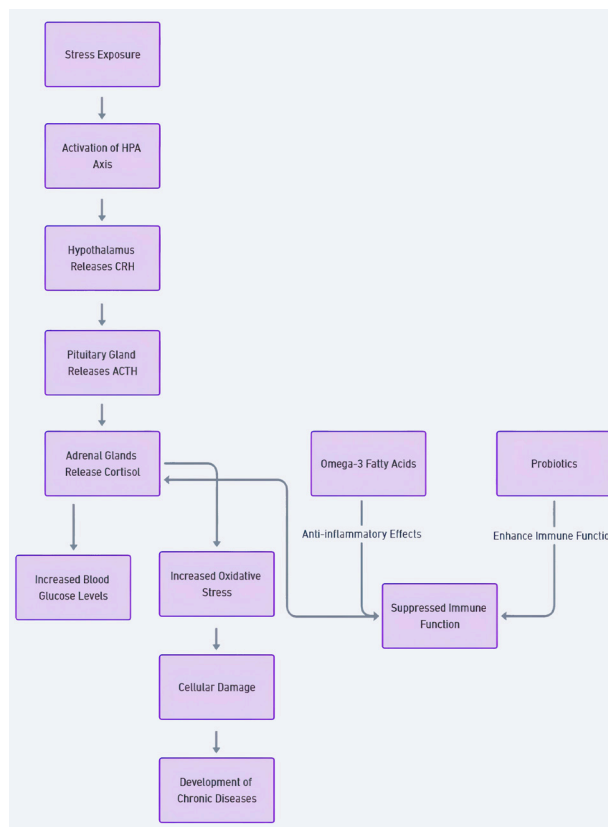 Stress Exposure
Activation of HPA
Axis
Hypothalamus
Releases CRH
Pituitary Gland
Releases ACTH
Adrenal Glands
Release Cortisol
Omega-3 Fatty Acids
Probiotics
Anti-inflammatory Effects
Enhance Immune Function
Increased Blood
Glucose Levels
Increased Oxidative
Stress
Suppressed Immune
Function
Cellular Damage
Development of
Chronic Diseases